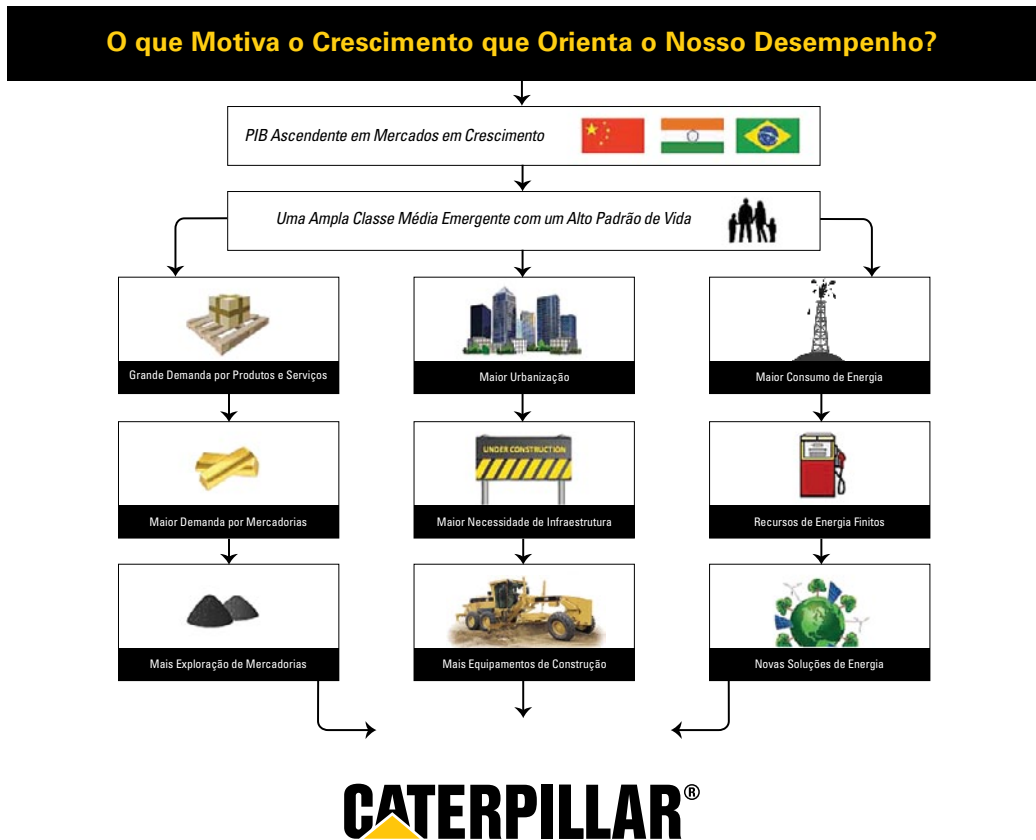 O que Motiva o Crescimento que Orienta o Nosso Desempenho?
PIB Ascendente em Mercados em Crescimento
Uma Ampla Classe Média Emergente com um Alto Padrão de Vida
Grande Demanda por Produtos e Serviços
Maior Urbanização
Maior Consumo de Energia
UNDER CONSTRUCTION
Maior Demanda por Mercadorias
Maior Necessidade de Infraestrutura
Recursos de Energia Finitos
Mais Exploração de Mercadorias
Mais Equipamentos de Construção
Novas Soluções de Energia
CATERPILLAR®